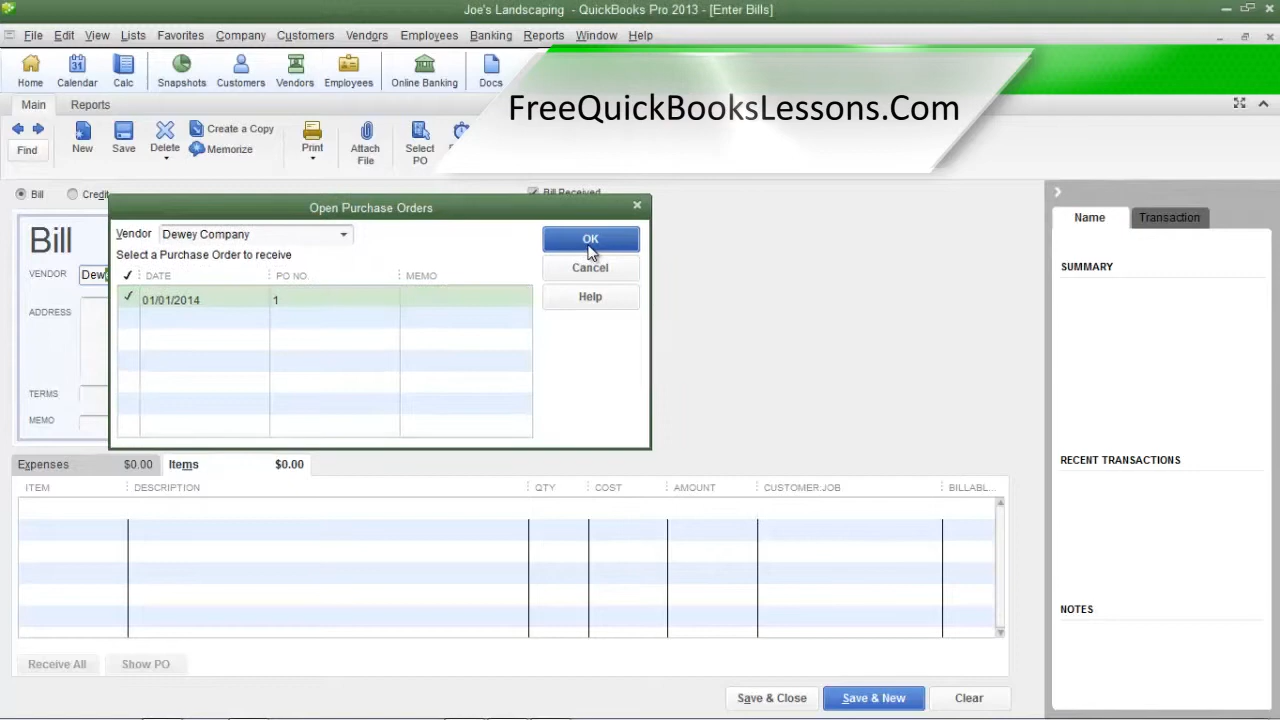 Joe's Landscaping - QuickBooks Pro 2013 - [Enter Bills]
File Edit View Lists Favorites Company Customers Vendors Employees Banking Reports Window Help
Home Calendar Calc Snapshots Customers Vendors Employees Online Banking Docs
FreeQuickBooksLessons.Com
Main Reports
Find New Save Delete Create a Copy Memorize Print Attach File Select PO
Bill Credit Bill Received
Open Purchase Orders
Name Transaction
Bill
Vendor Dewey Company OK
Select a Purchase Order to receive
Cancel
SUMMARY
VENDOR Dew
DATE PO NO. MEMO
Help
01/01/2014 1
ADDRESS
TERMS
MEMO
RECENT TRANSACTIONS
Expenses $0.00 Items $0.00
ITEM DESCRIPTION QTY COST AMOUNT CUSTOMER:JOB BILLABL...
NOTES
Receive All Show PO
Save & Close Save & New Clear